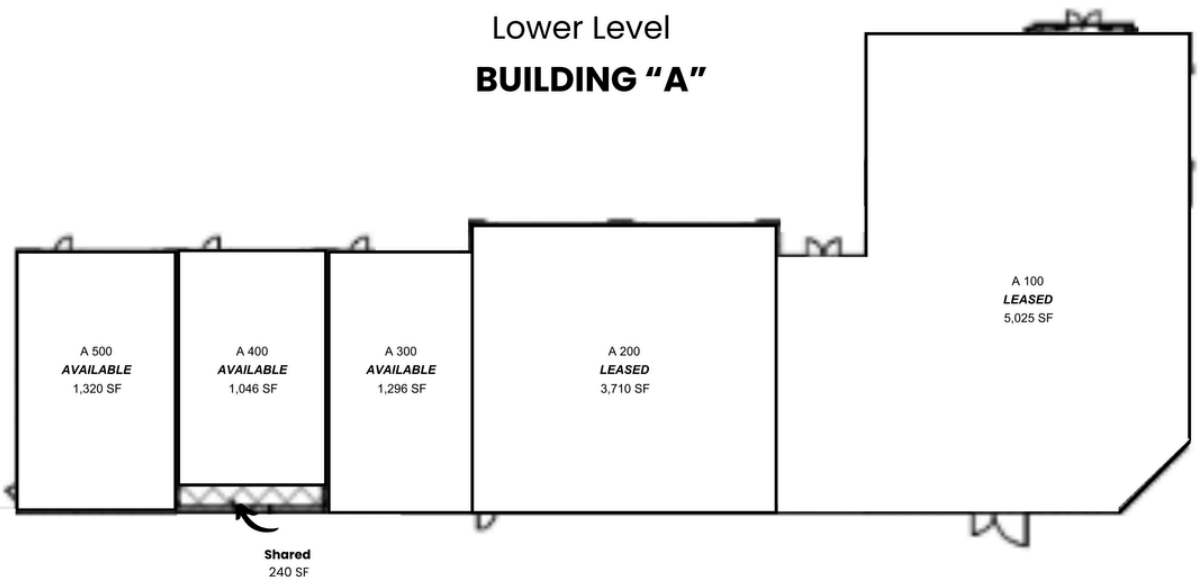 Lower Level
BUILDING “A”
A 500
AVAILABLE
1,320 SF
A 400
AVAILABLE
1,046 SF
A 300
AVAILABLE
1,296 SF
A 200
LEASED
3,710 SF
A 100
LEASED
5,025 SF
Shared
240 SF